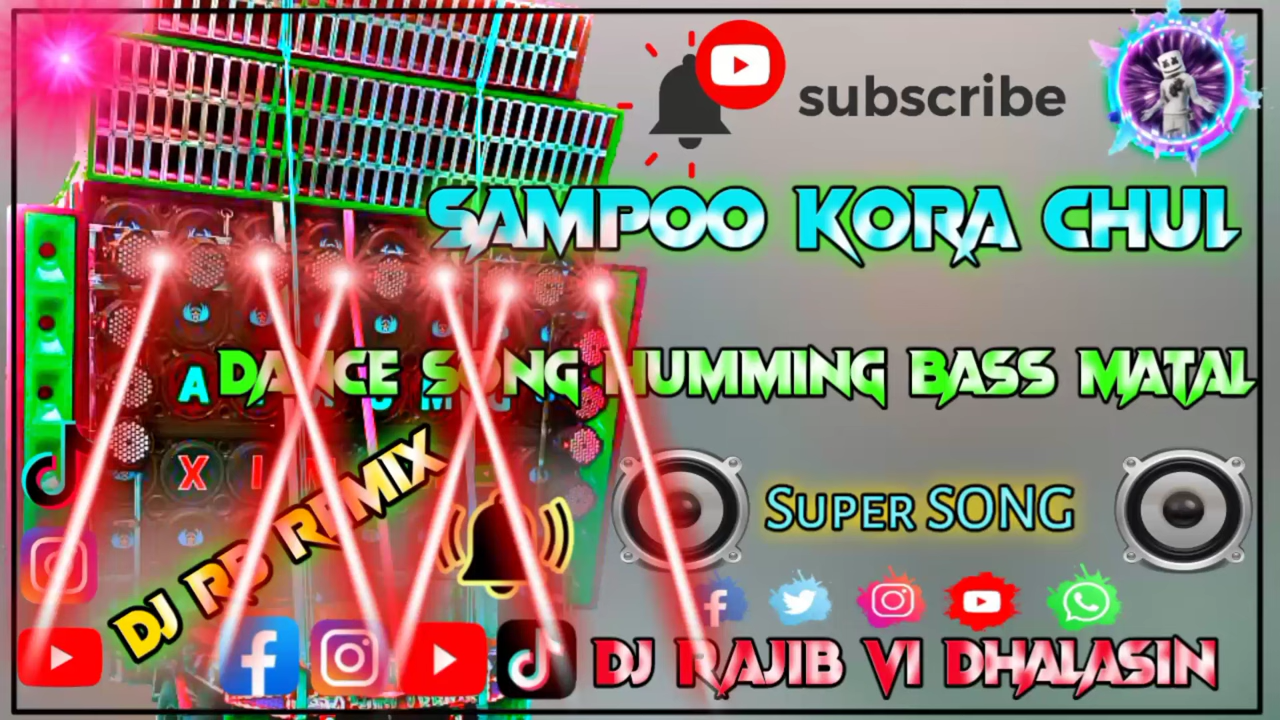 subscribe
SAMPOO KORA CHUL
DANCE SONG HUMMING BASS MATAL
X I
DJ RB REMIX
SUPER SONG
DJ RAJIB VI DHALASIN